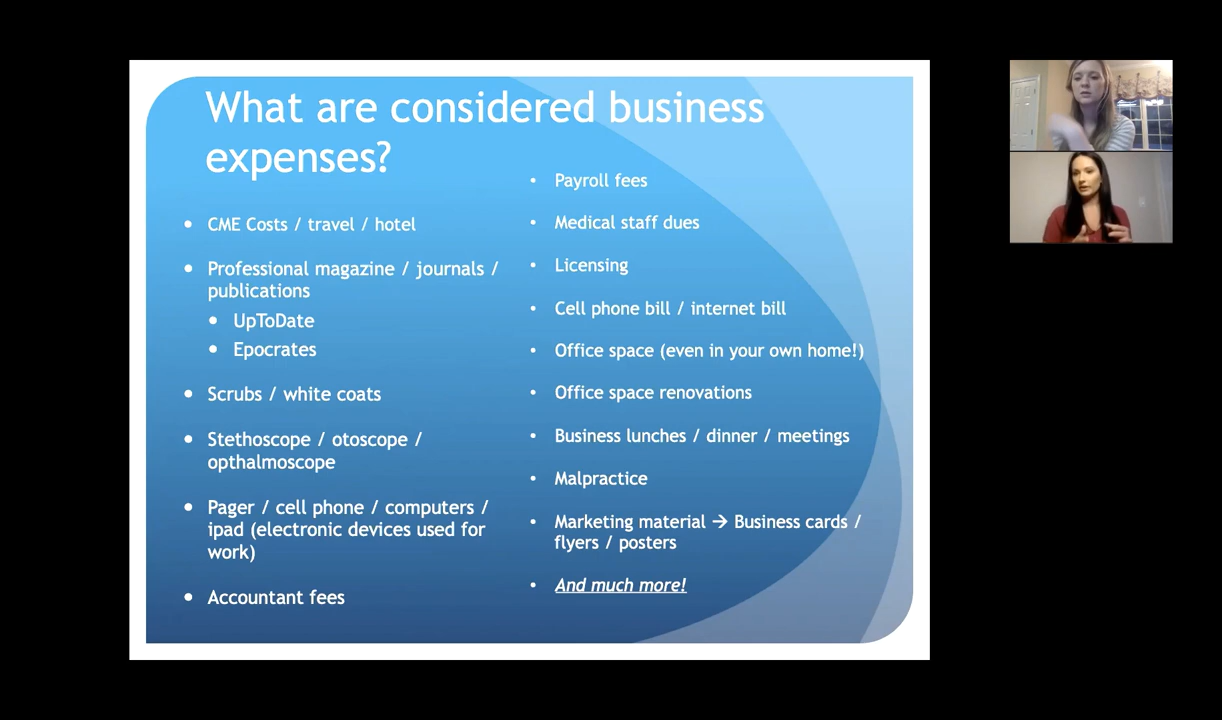 What are considered business
expenses?
• CME Costs / travel / hotel
• Professional magazine / journals /
publications
• UpToDate
• Epocrates
• Scrubs / white coats
• Stethoscope / otoscope /
opthalmoscope
• Pager / cell phone / computers /
ipad (electronic devices used for
work)
• Accountant fees
• Payroll fees
• Medical staff dues
• Licensing
• Cell phone bill / internet bill
• Office space (even in your own home!)
• Office space renovations
• Business lunches / dinner / meetings
• Malpractice
• Marketing material → Business cards /
flyers / posters
• And much more!